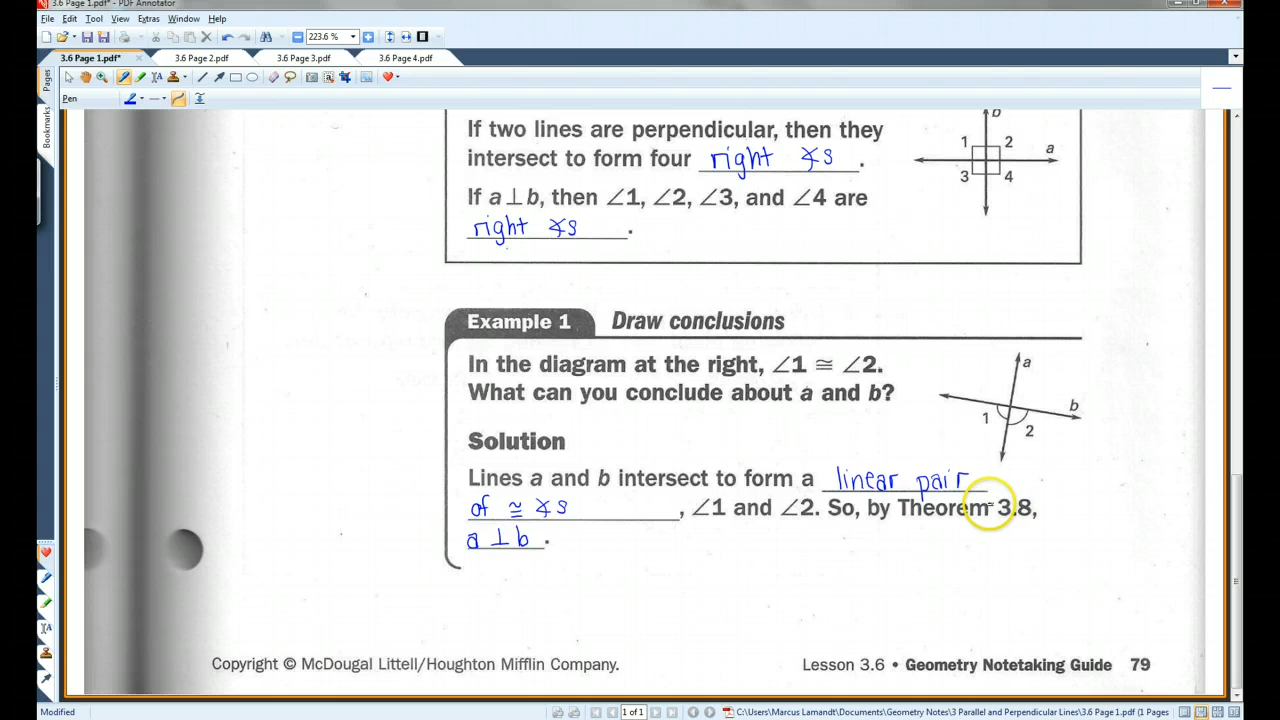 3.6 Page 1.pdf* - PDF Annotator
File Edit Tool View Extras Window Help
223.6 %
3.6 Page 1.pdf* 3.6 Page 2.pdf 3.6 Page 3.pdf 3.6 Page 4.pdf
Pen
Pages
Bookmarks
If two lines are perpendicular, then they
intersect to form four right ∡s.
If a ⊥ b, then ∠1, ∠2, ∠3, and ∠4 are
right ∡s.
b
1 2 a
3 4
Example 1 Draw conclusions
In the diagram at the right, ∠1 ≅ ∠2.
What can you conclude about a and b?
a
b
1
2
Solution
Lines a and b intersect to form a linear pair
of ≅ ∡s, ∠1 and ∠2. So, by Theorem 3.8,
a ⊥ b.
Copyright © McDougal Littell/Houghton Mifflin Company. Lesson 3.6 • Geometry Notetaking Guide 79
Modified 1 of 1 C:\Users\Marcus Lamandt\Documents\Geometry Notes\3 Parallel and Perpendicular Lines\3.6 Page 1.pdf (1 Pages